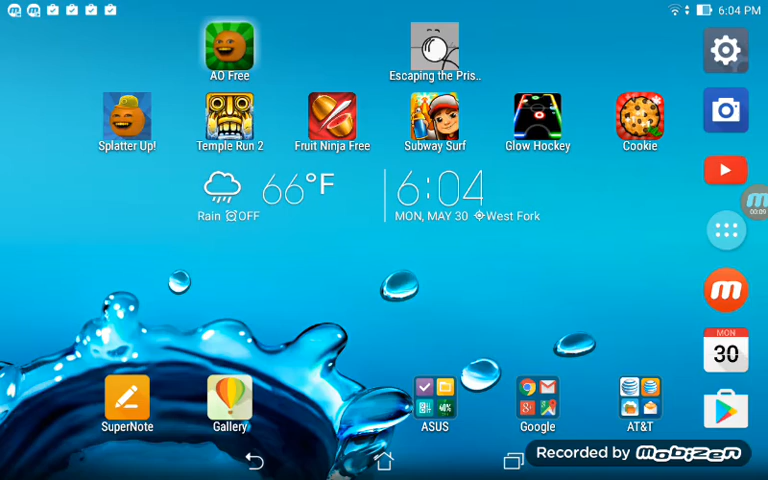 6:04 PM
AO Free
Escaping the Pris..
Splatter Up!
Temple Run 2
Fruit Ninja Free
Subway Surf
Glow Hockey
Cookie
66°F
6:04
Rain OFF
MON, MAY 30 West Fork
00:09
MON
30
SuperNote
Gallery
ASUS
Google
AT&T
Recorded by mobizen